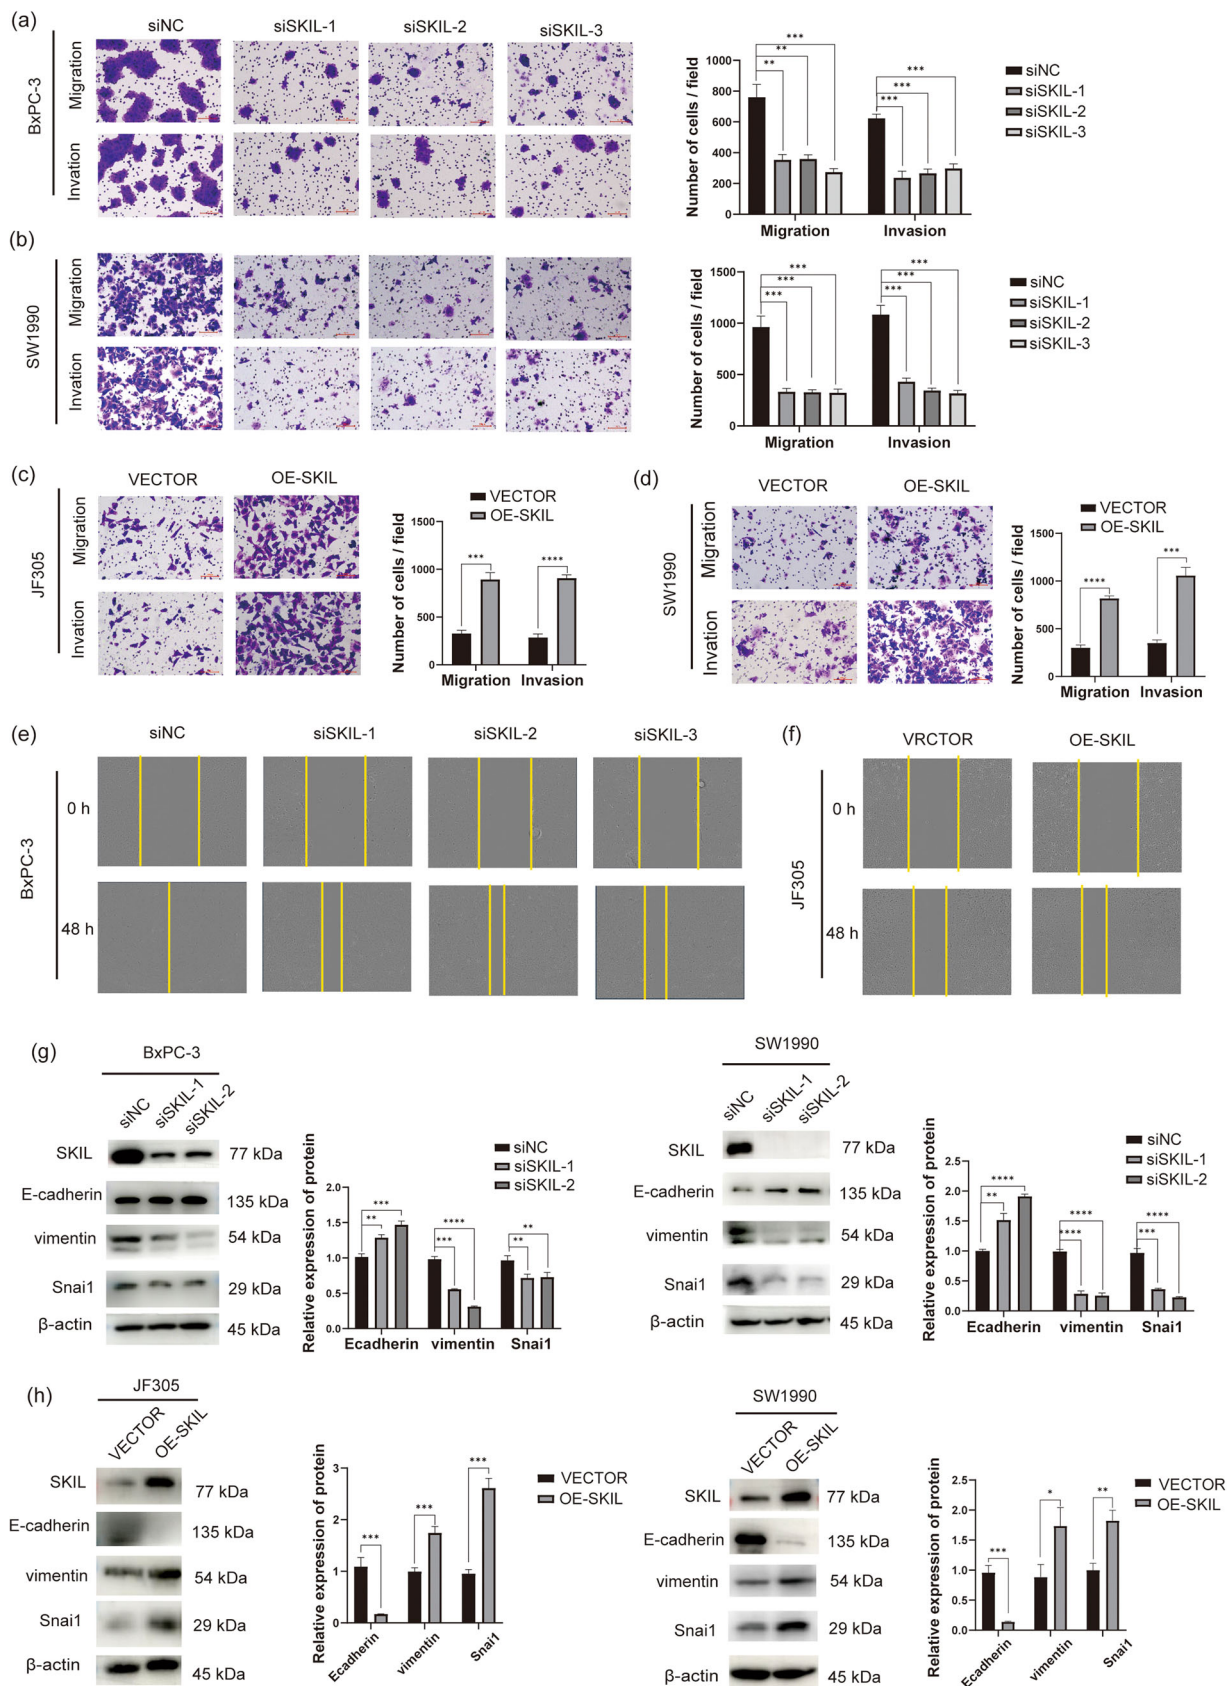 (a)
siNC siSKIL-1 siSKIL-2 siSKIL-3
BxPC-3
Migration
Invation
Number of cells / field
1000
800
600
400
200
0
** ** ***
*** *** ***
Migration Invasion
siNC
siSKIL-1
siSKIL-2
siSKIL-3
(b)
SW1990
Migration
Invation
Number of cells / field
1500
1000
500
0
*** *** ***
*** *** ***
Migration Invasion
siNC
siSKIL-1
siSKIL-2
siSKIL-3
(c)
VECTOR OE-SKIL
JF305
Migration
Invation
VECTOR
OE-SKIL
Number of cells / field
1500
1000
500
0
*** ****
Migration Invasion
(d)
VECTOR OE-SKIL
SW1990
Migration
Invation
VECTOR
OE-SKIL
Number of cells / field
1500
1000
500
0
**** ***
Migration Invasion
(e)
siNC siSKIL-1 siSKIL-2 siSKIL-3
BxPC-3
0 h
48 h
(f)
VRCTOR OE-SKIL
JF305
0 h
48 h
(g)
BxPC-3
siNC siSKIL-1 siSKIL-2
SKIL 77 kDa
E-cadherin 135 kDa
vimentin 54 kDa
Snai1 29 kDa
β-actin 45 kDa
siNC
siSKIL-1
siSKIL-2
Relative expression of protein
2.0
1.5
1.0
0.5
0.0
** *** *** **** ** **
Ecadherin vimentin Snai1
SW1990
siNC siSKIL-1 siSKIL-2
SKIL 77 kDa
E-cadherin 135 kDa
vimentin 54 kDa
Snai1 29 kDa
β-actin 45 kDa
siNC
siSKIL-1
siSKIL-2
Relative expression of protein
2.5
2.0
1.5
1.0
0.5
0.0
** **** **** **** *** ****
Ecadherin vimentin Snai1
(h)
JF305
VECTOR OE-SKIL
SKIL 77 kDa
E-cadherin 135 kDa
vimentin 54 kDa
Snai1 29 kDa
β-actin 45 kDa
Relative expression of protein
3
2
1
0
*** *** ***
Ecadherin vimentin Snai1
VECTOR
OE-SKIL
SW1990
VECTOR OE-SKIL
SKIL 77 kDa
E-cadherin 135 kDa
vimentin 54 kDa
Snai1 29 kDa
β-actin 45 kDa
Relative expression of protein
2.5
2.0
1.5
1.0
0.5
0.0
*** * **
Ecadherin vimentin Snai1
VECTOR
OE-SKIL